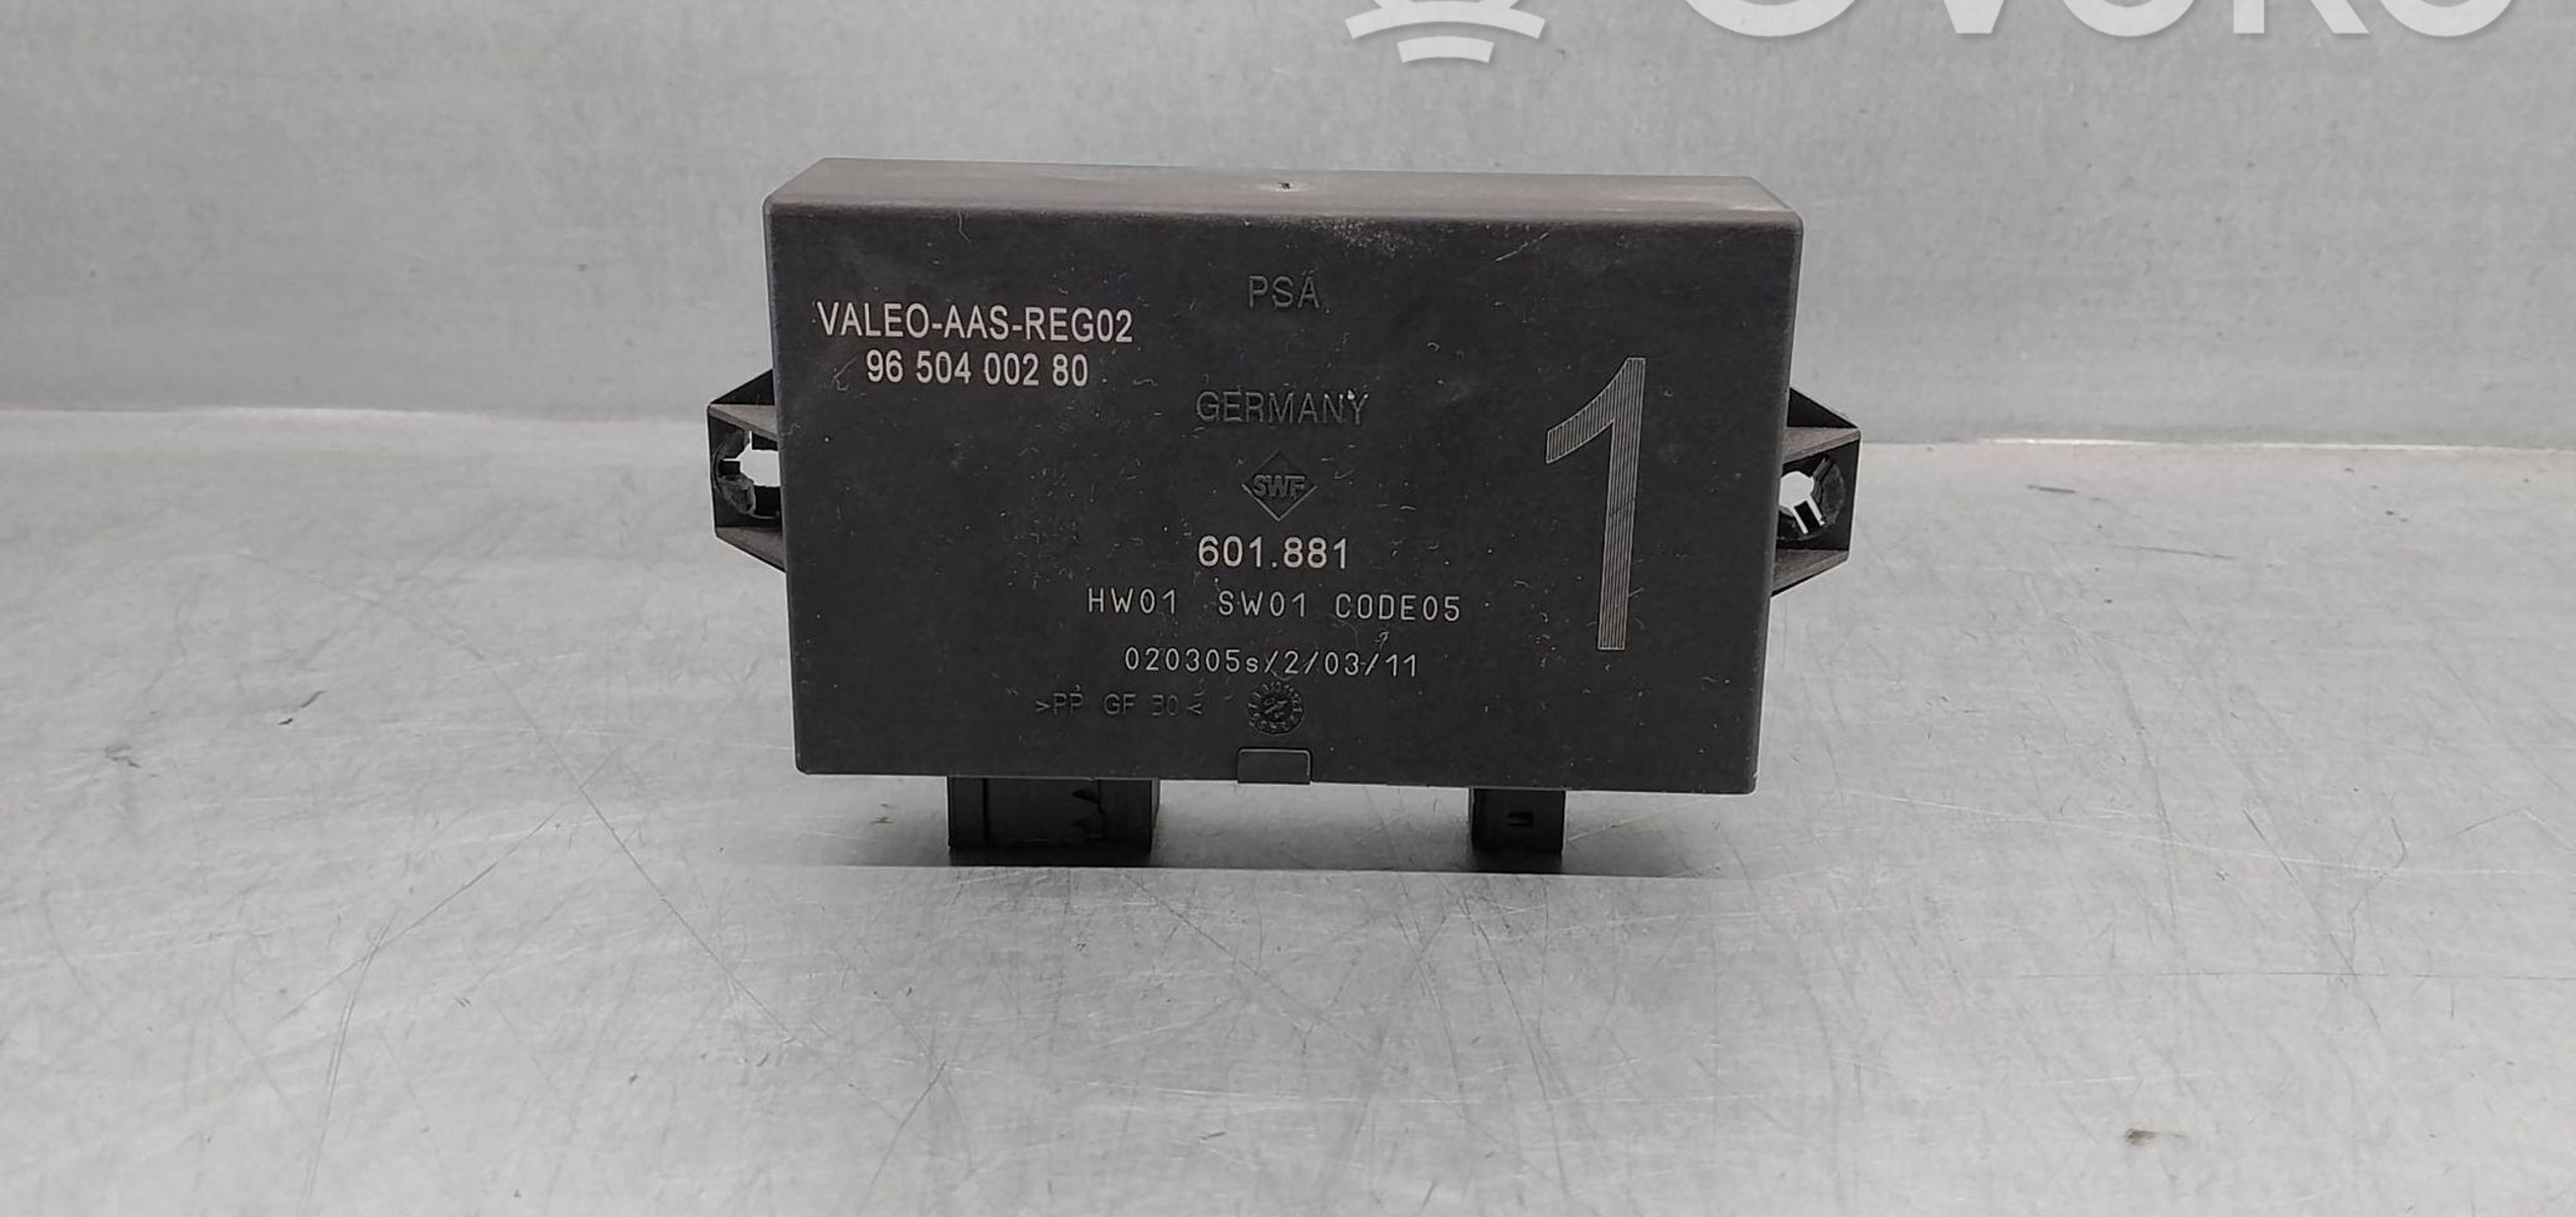 OVOKO
PSA
VALEO-AAS-REG02
96 504 002 80
GERMANY
1
SWF
601.881
HW01 SW01 CODE05
020305s/2/03/11
>PP GF 30<